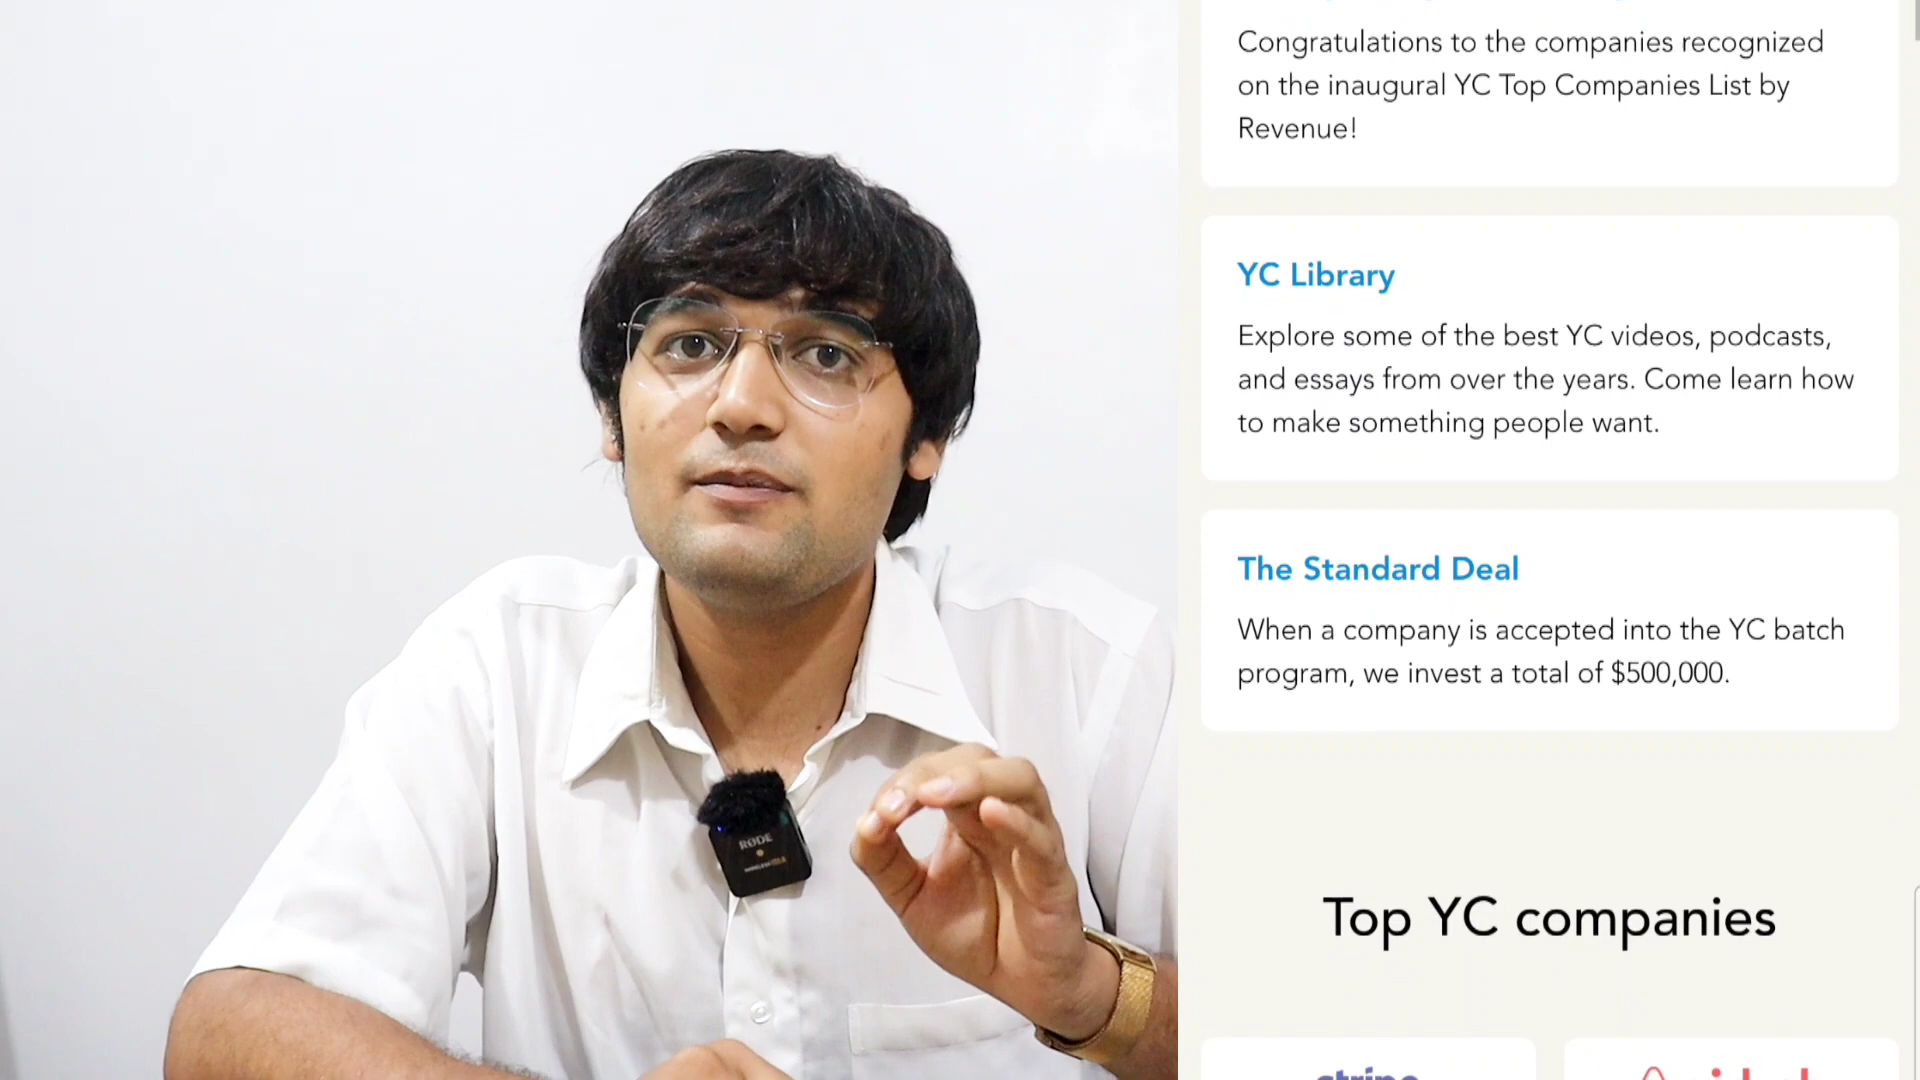 Congratulations to the companies recognized
on the inaugural YC Top Companies List by
Revenue!
YC Library
Explore some of the best YC videos, podcasts,
and essays from over the years. Come learn how
to make something people want.
The Standard Deal
When a company is accepted into the YC batch
program, we invest a total of $500,000.
RØDE
Top YC companies